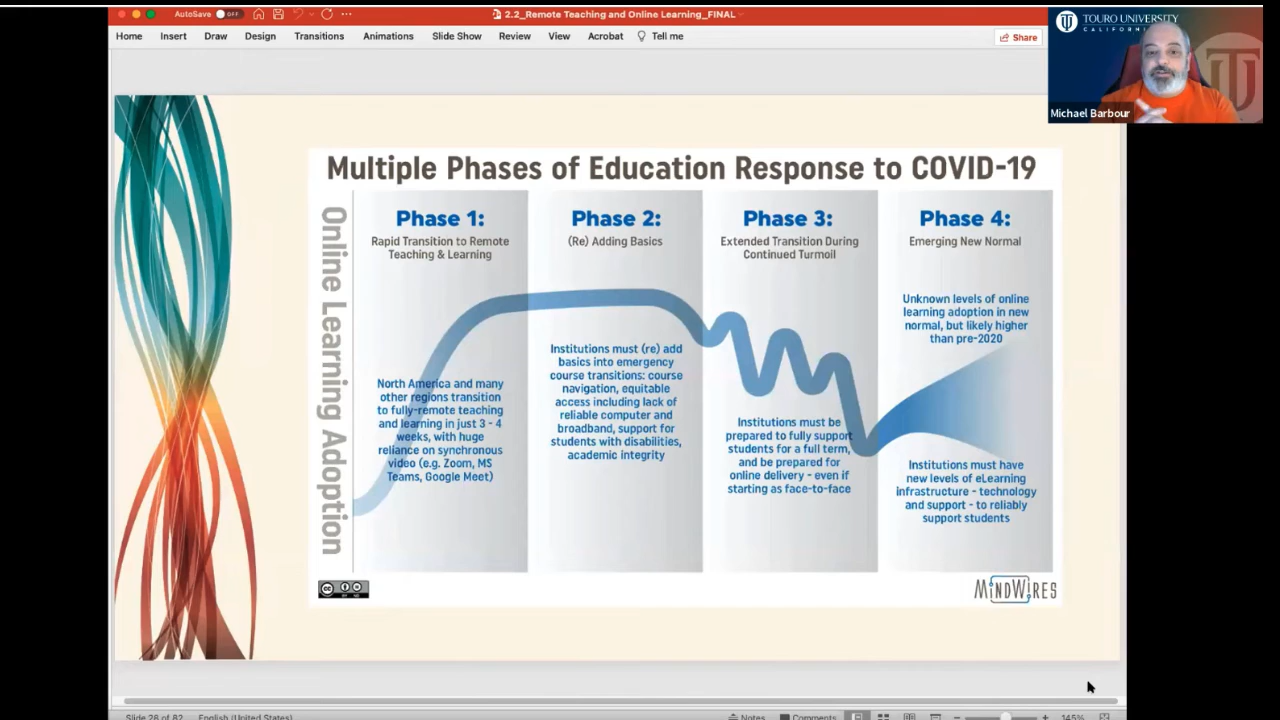 AutoSave OFF
2.2_Remote Teaching and Online Learning_FINAL
Home Insert Draw Design Transitions Animations Slide Show Review View Acrobat Tell me
Share
TOURO UNIVERSITY
Michael Barbour
Multiple Phases of Education Response to COVID-19
Online Learning Adoption
Phase 1:
Rapid Transition to Remote
Teaching & Learning
North America and many
other regions transition
to fully-remote teaching
and learning in just 3 - 4
weeks, with huge
reliance on synchronous
video (e.g. Zoom, MS
Teams, Google Meet)
Phase 2:
(Re) Adding Basics
Institutions must (re) add
basics into emergency
course transitions: course
navigation, equitable
access including lack of
reliable computer and
broadband, support for
students with disabilities,
academic integrity
Phase 3:
Extended Transition During
Continued Turmoil
Institutions must be
prepared to fully support
students for a full term,
and be prepared for
online delivery - even if
starting as face-to-face
Phase 4:
Emerging New Normal
Unknown levels of online
learning adoption in new
normal, but likely higher
than pre-2020
Institutions must have
new levels of eLearning
infrastructure - technology
and support - to reliably
support students
MINDWIRES
Slide 28 of 82 English (United States) Notes Comments 145%